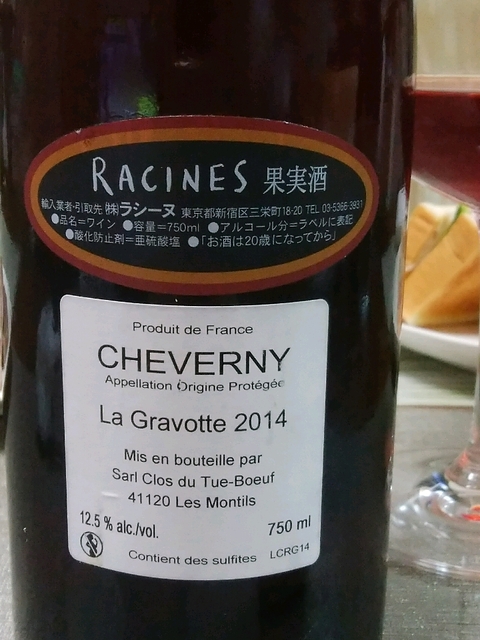 RACINES 果実酒
輸入業者・引取先 ㈱ラシーヌ 東京都新宿区三栄町18-20 TEL 03-5366-3931
●品名=ワイン ●容量=750ml ●アルコール分=ラベルに表記
●酸化防止剤=亜硫酸塩 ●「お酒は20歳になってから」
Produit de France
CHEVERNY
Appellation Origine Protégée
La Gravotte 2014
Mis en bouteille par
Sarl Clos du Tue-Boeuf
41120 Les Montils
12.5 % alc./vol. 750 ml
Contient des sulfites LCRG14